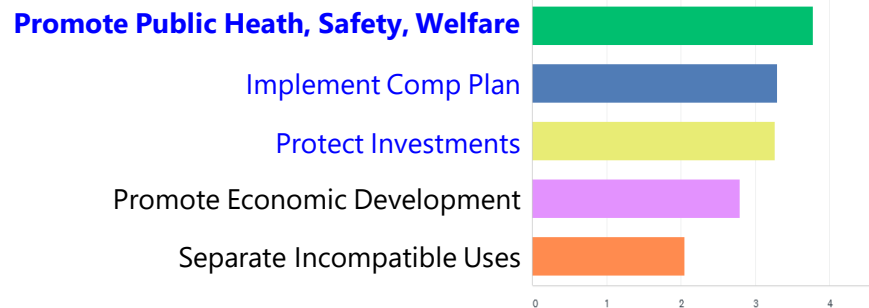 Promote Public Heath, Safety, Welfare
Implement Comp Plan
Protect Investments
Promote Economic Development
Separate Incompatible Uses
0 1 2 3 4